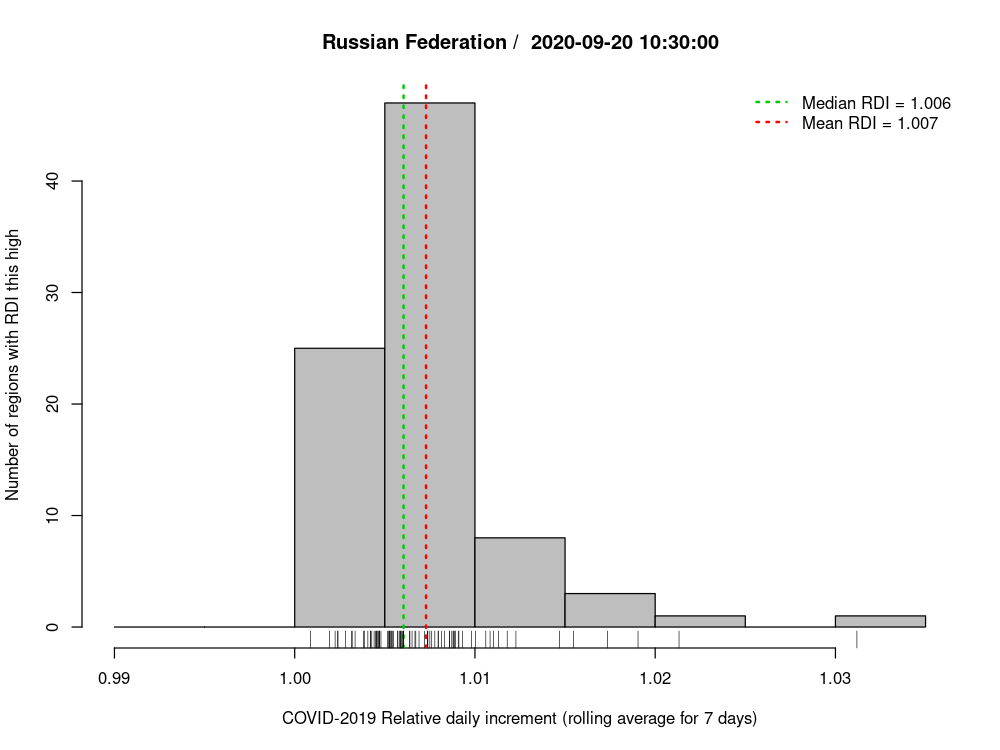 Russian Federation / 2020-09-20 10:30:00
Median RDI = 1.006
Mean RDI = 1.007
Number of regions with RDI this high
40
30
20
10
0
0.99 1.00 1.01 1.02 1.03
COVID-2019 Relative daily increment (rolling average for 7 days)